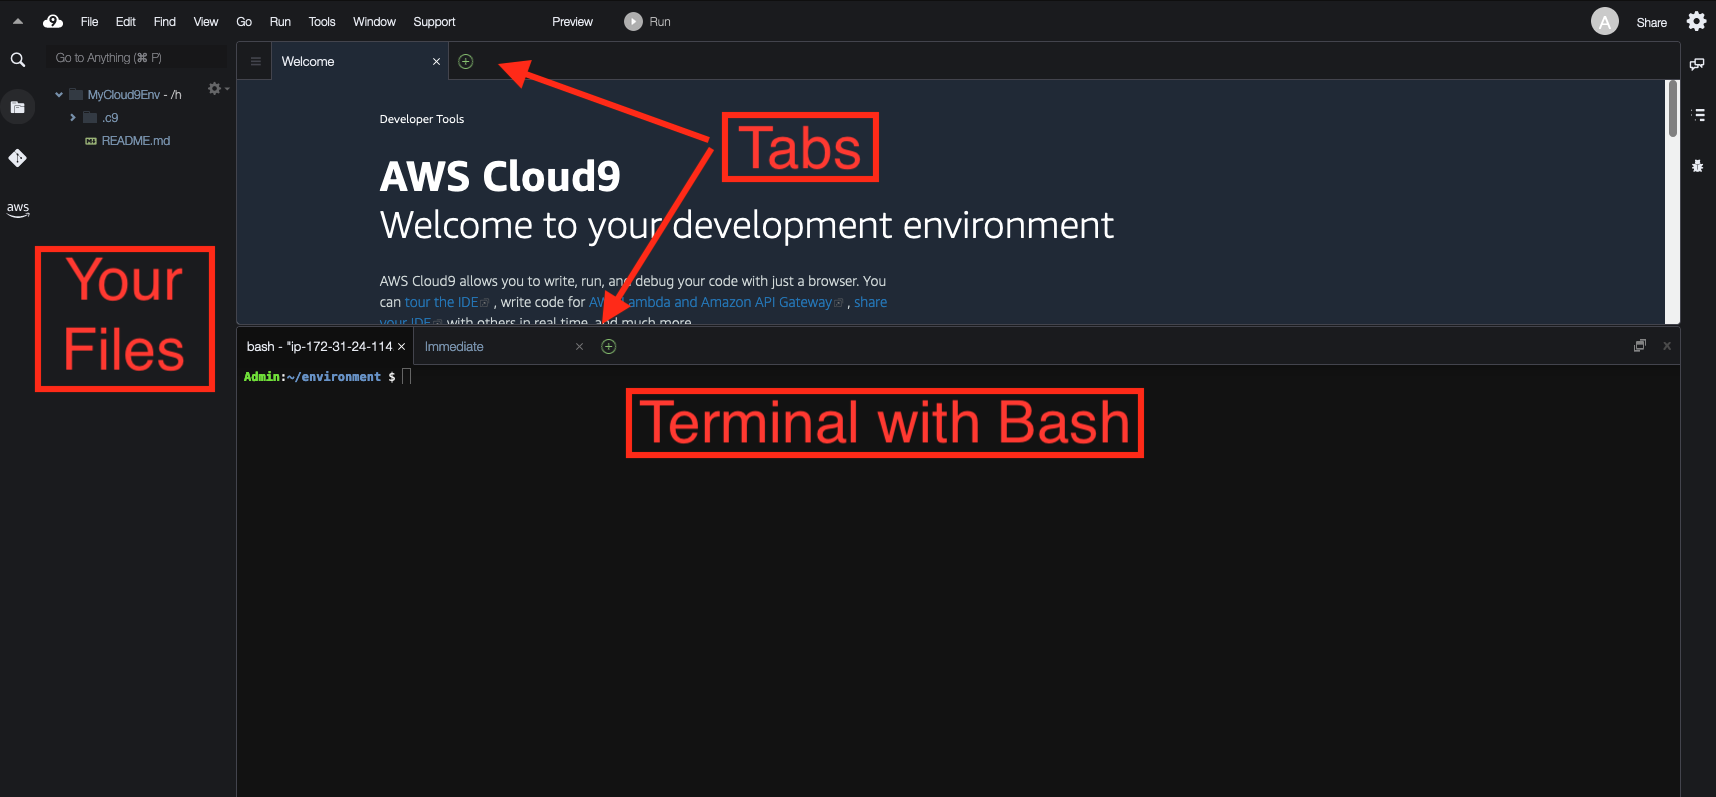 File Edit Find View Go Run Tools Window Support Preview Run A Share
Go to Anything (⌘ P)
MyCloud9Env - /h
.c9
README.md
aws
Your
Files
Welcome
Developer Tools
AWS Cloud9
Welcome to your development environment
AWS Cloud9 allows you to write, run, and debug your code with just a browser. You
can tour the IDE , write code for AWS Lambda and Amazon API Gateway , share
your IDE with others in real time, and much more.
Tabs
bash - "ip-172-31-24-114 Immediate
Admin:~/environment $
Terminal with Bash